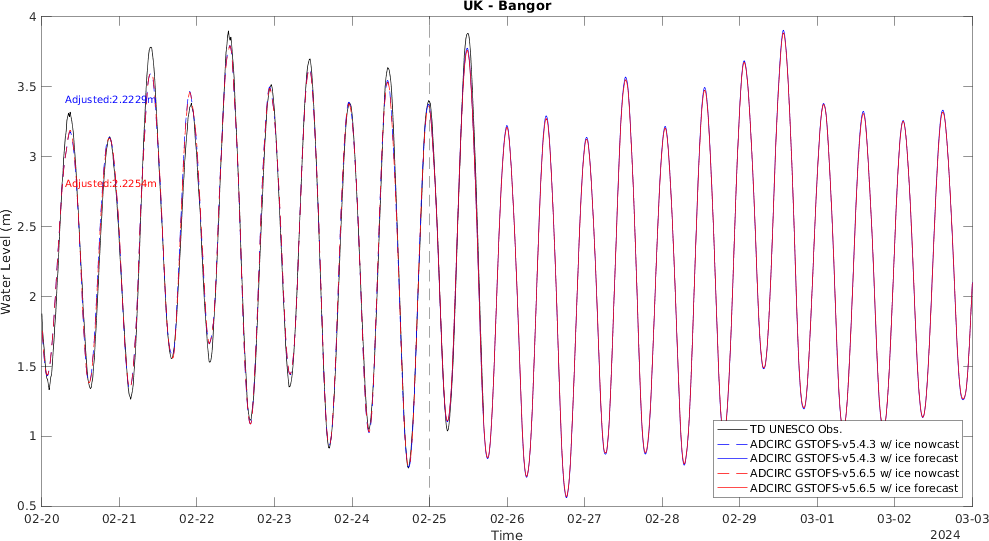 UK - Bangor
4
3.5
3
2.5
2
1.5
1
0.5
Water Level (m)
Adjusted:2.2229m
Adjusted:2.2254m
TD UNESCO Obs.
ADCIRC GSTOFS-v5.4.3 w/ ice nowcast
ADCIRC GSTOFS-v5.4.3 w/ ice forecast
ADCIRC GSTOFS-v5.6.5 w/ ice nowcast
ADCIRC GSTOFS-v5.6.5 w/ ice forecast
02-20 02-21 02-22 02-23 02-24 02-25 02-26 02-27 02-28 02-29 03-01 03-02 03-03
Time
2024